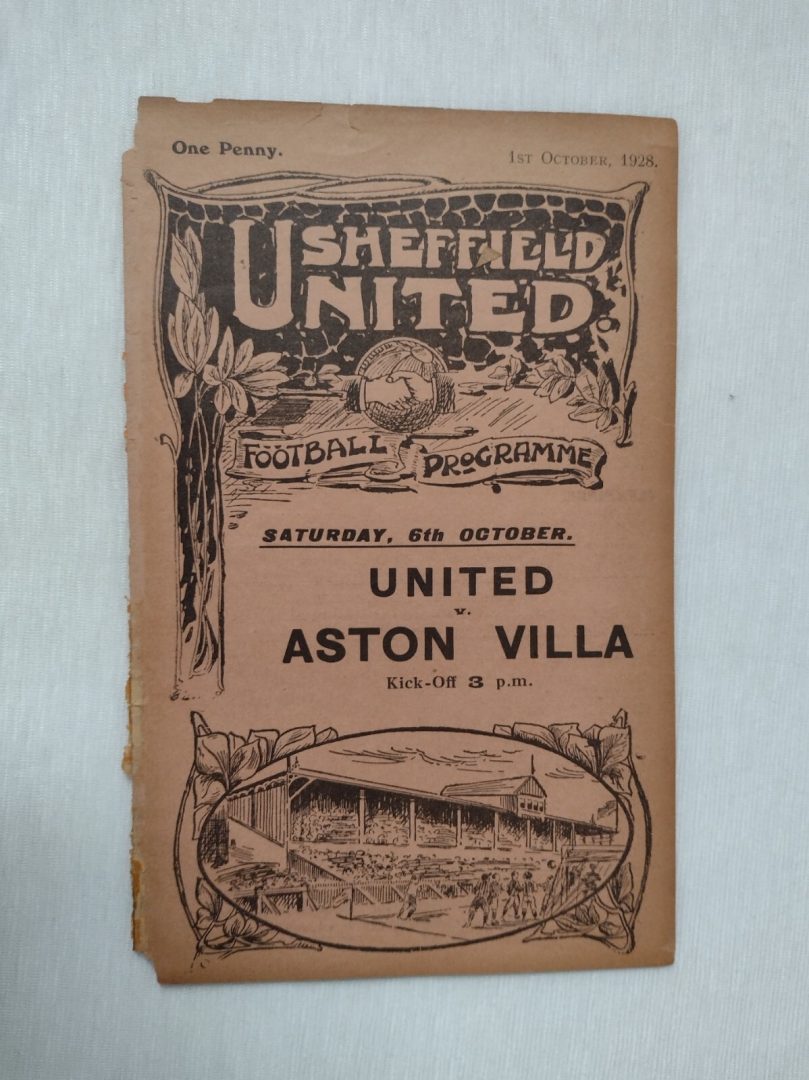 One Penny.
1ST OCTOBER, 1928.
SHEFFIELD
UNITED
FOOTBALL PROGRAMME
SATURDAY, 6th OCTOBER.
UNITED
v.
ASTON VILLA
Kick-Off 3 p.m.